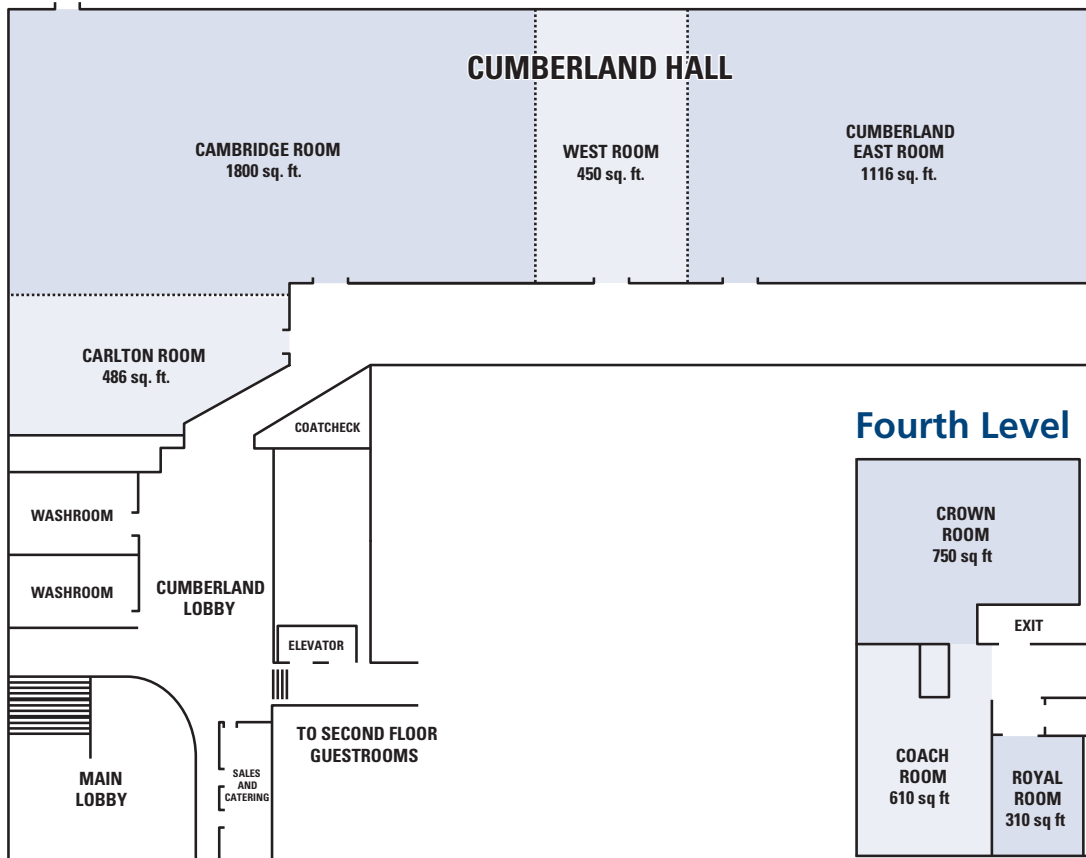 CUMBERLAND HALL
CAMBRIDGE ROOM
1800 sq. ft.
WEST ROOM
450 sq. ft.
CUMBERLAND
EAST ROOM
1116 sq. ft.
CARLTON ROOM
486 sq. ft.
COATCHECK
Fourth Level
WASHROOM
WASHROOM
CUMBERLAND
LOBBY
ELEVATOR
CROWN
ROOM
750 sq ft
EXIT
TO SECOND FLOOR
GUESTROOMS
MAIN
LOBBY
SALES
AND
CATERING
COACH
ROOM
610 sq ft
ROYAL
ROOM
310 sq ft